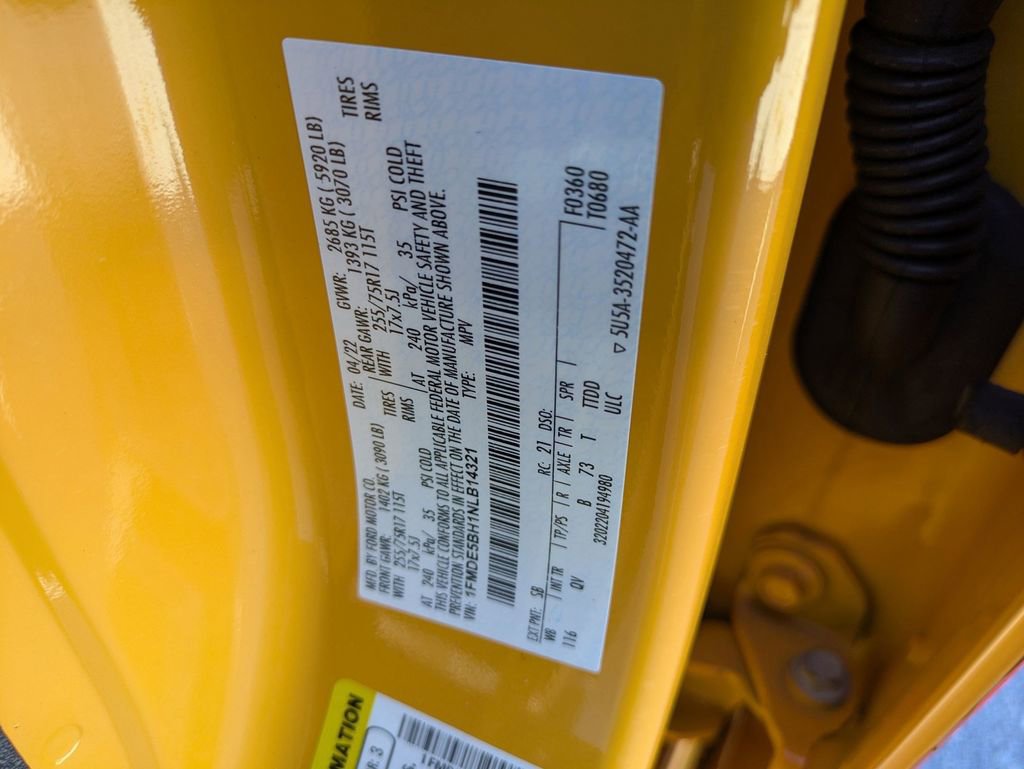 MFD. BY FORD MOTOR CO.
DATE: 04/22 GVWR: 2685 KG ( 5920 LB)
FRONT GAWR: 1402 KG ( 3090 LB) REAR GAWR: 1393 KG ( 3070 LB)
WITH 255/75R17 115T TIRES WITH 255/75R17 115T TIRES
17x7.5J RIMS 17x7.5J RIMS
AT 240 kPa/ 35 PSI COLD AT 240 kPa/ 35 PSI COLD
THIS VEHICLE CONFORMS TO ALL APPLICABLE FEDERAL MOTOR VEHICLE SAFETY AND THEFT
PREVENTION STANDARDS IN EFFECT ON THE DATE OF MANUFACTURE SHOWN ABOVE.
VIN: 1FMDE5BH1NLB14321 TYPE: MPV
EXT PNT: SB RC: 21 DSO: F0360
WB INT TR TP/PS R AXLE TR SPR T0680
116 QV B 73 T TTDD
3202204194980 ULC
▽ 5U5A-3520472-AA
MATION